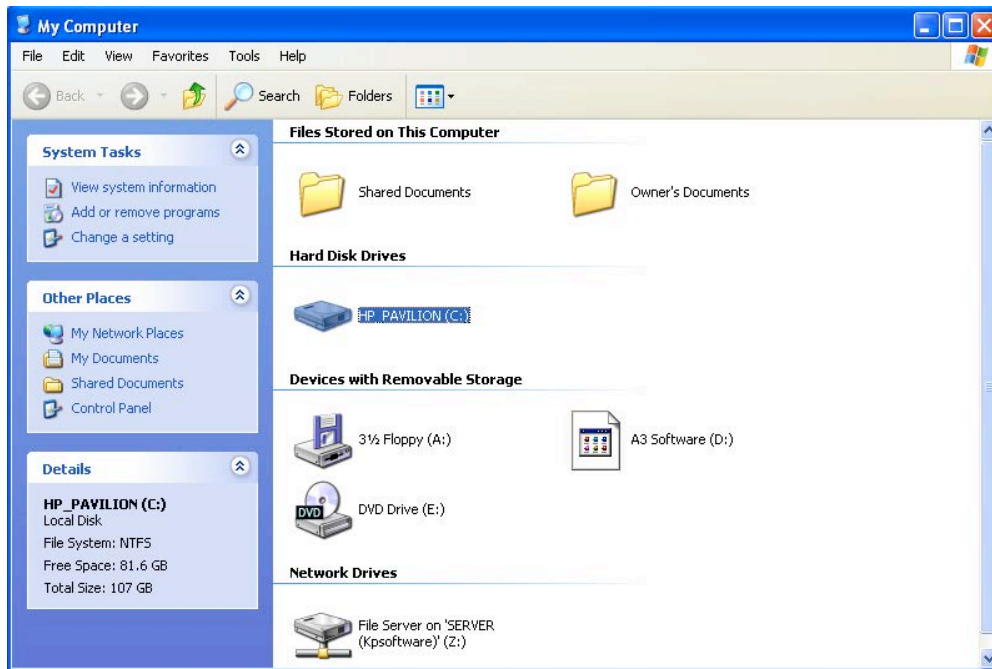 My Computer
File Edit View Favorites Tools Help
Back Search Folders
System Tasks
View system information
Add or remove programs
Change a setting
Other Places
My Network Places
My Documents
Shared Documents
Control Panel
Details
HP_PAVILION (C:)
Local Disk
File System: NTFS
Free Space: 81.6 GB
Total Size: 107 GB
Files Stored on This Computer
Shared Documents Owner's Documents
Hard Disk Drives
HP_PAVILION (C:)
Devices with Removable Storage
3½ Floppy (A:) A3 Software (D:)
DVD
DVD Drive (E:)
Network Drives
File Server on 'SERVER
(Kpsoftware)' (Z:)